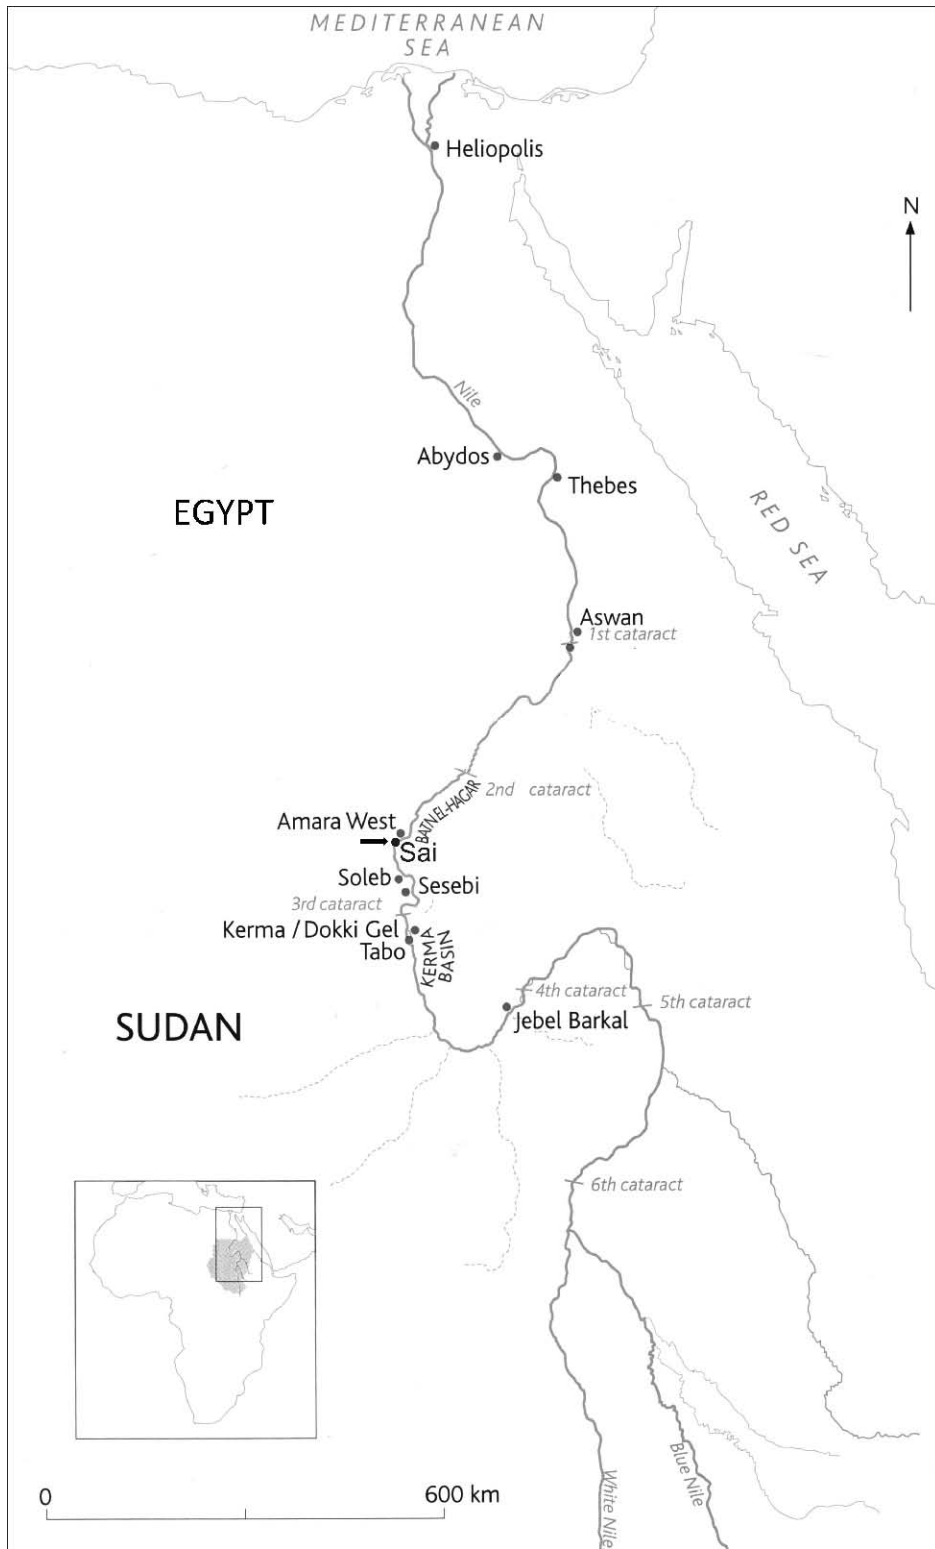 MEDITERRANEAN
SEA
Heliopolis
N
Nile
Abydos
Thebes
EGYPT
RED SEA
Aswan
1st cataract
2nd cataract
BATN EL-HAGAR
Amara West
Sai
Soleb
Sesebi
3rd cataract
Kerma / Dokki Gel
Tabo
KERMA
BASIN
4th cataract
5th cataract
Jebel Barkal
SUDAN
6th cataract
0
600 km
White Nile
Blue Nile